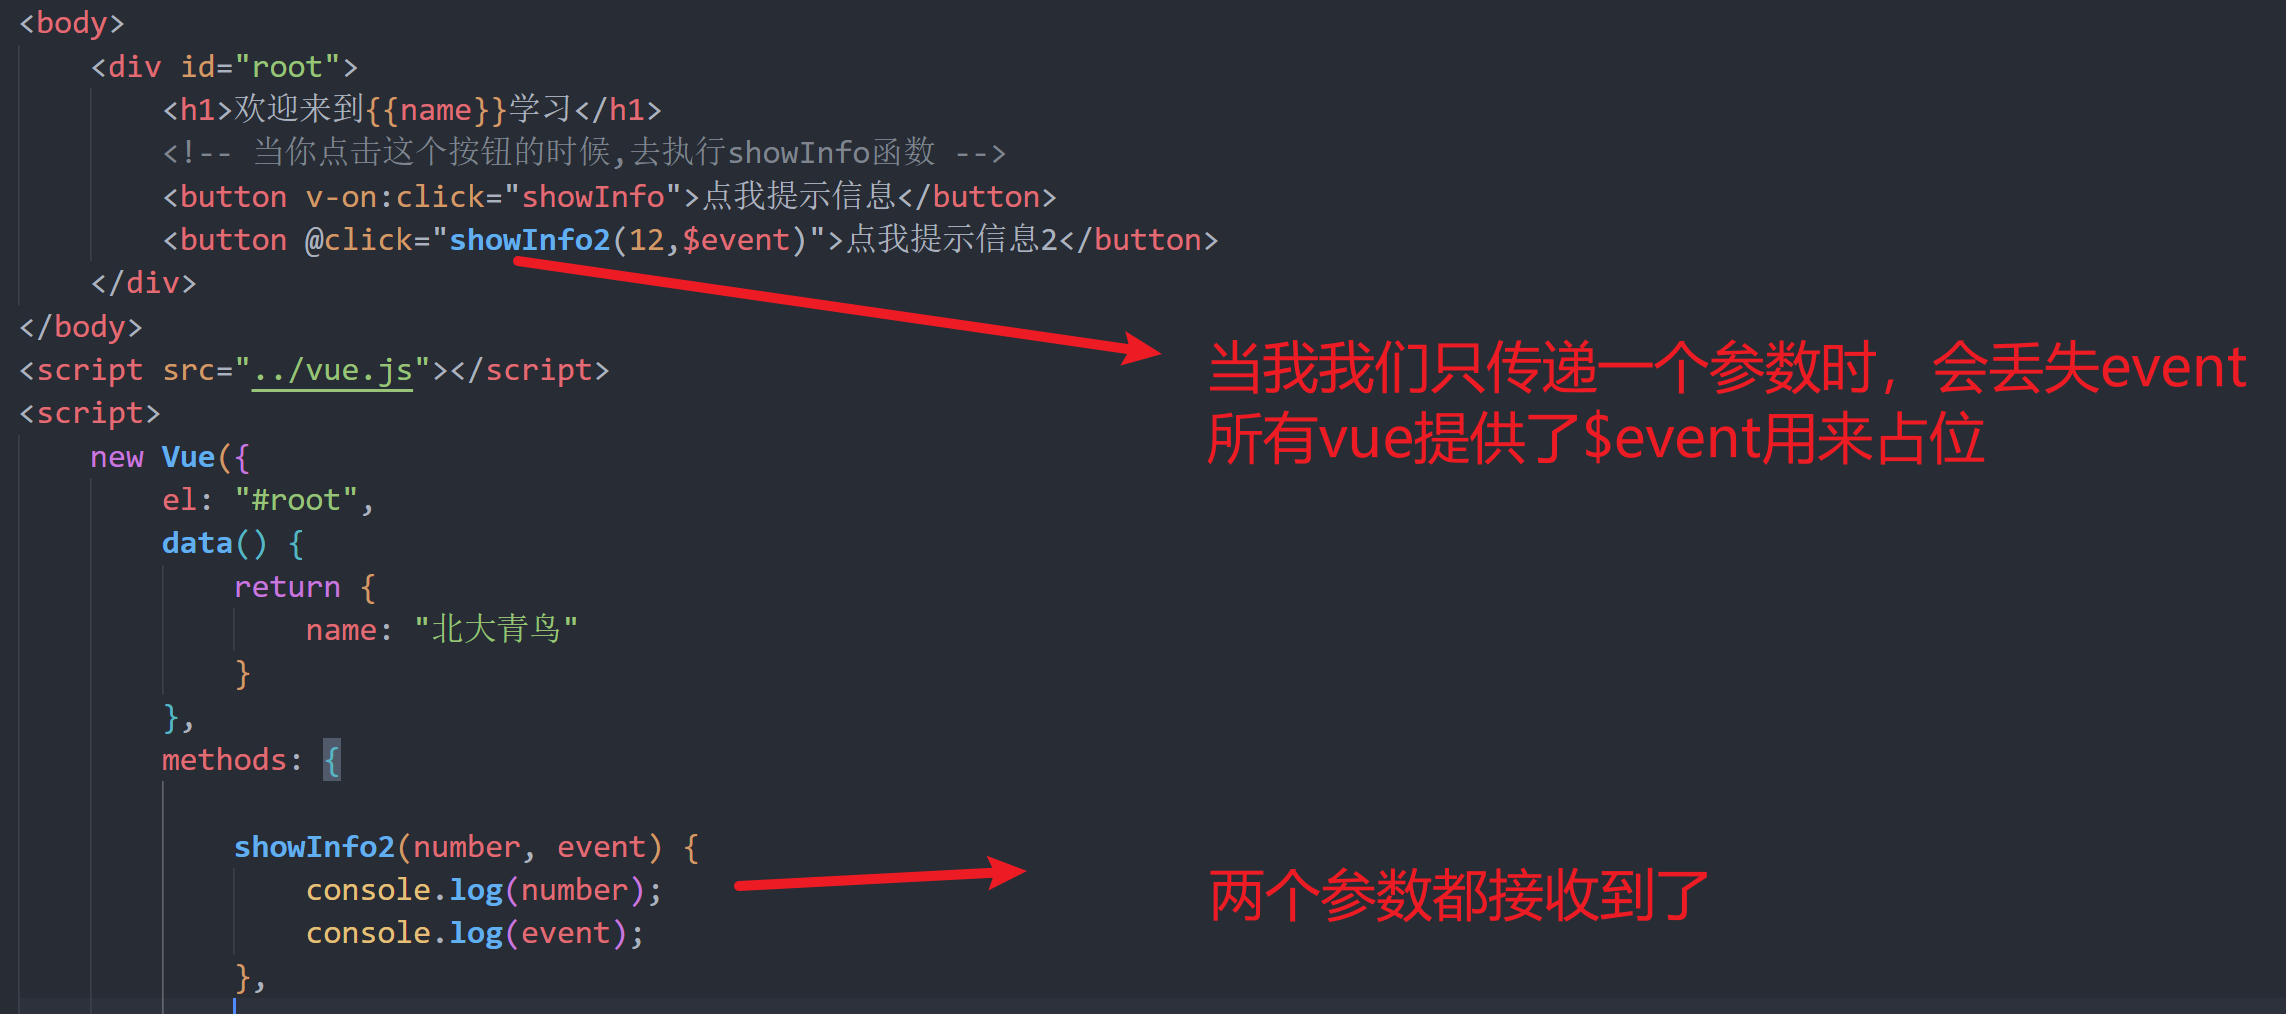 <body>
<div id="root">
<h1>欢迎来到{{name}}学习</h1>
<!-- 当你点击这个按钮的时候,去执行showInfo函数 -->
<button v-on:click="showInfo">点我提示信息</button>
<button @click="showInfo2(12,$event)">点我提示信息2</button>
</div>
</body>
<script src="../vue.js"></script>
当我我们只传递一个参数时，会丢失event
所有vue提供了$event用来占位
<script>
new Vue({
el: "#root",
data() {
return {
name: "北大青鸟"
}
},
methods: {
showInfo2(number, event) {
console.log(number);
两个参数都接收到了
console.log(event);
},